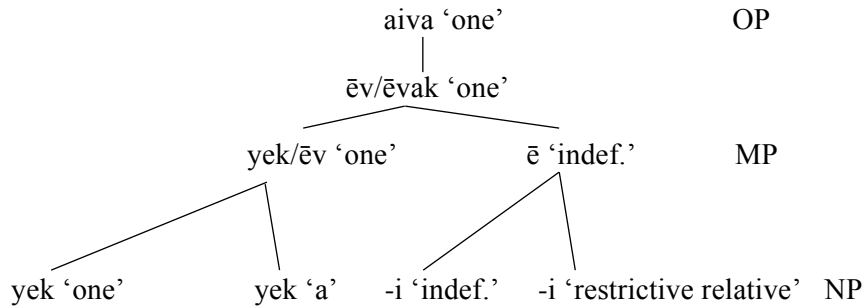 aiva ‘one’ OP
ēv/ēvak ‘one’
yek/ēv ‘one’ ē ‘indef.’ MP
yek ‘one’ yek ‘a’ -i ‘indef.’ -i ‘restrictive relative’ NP